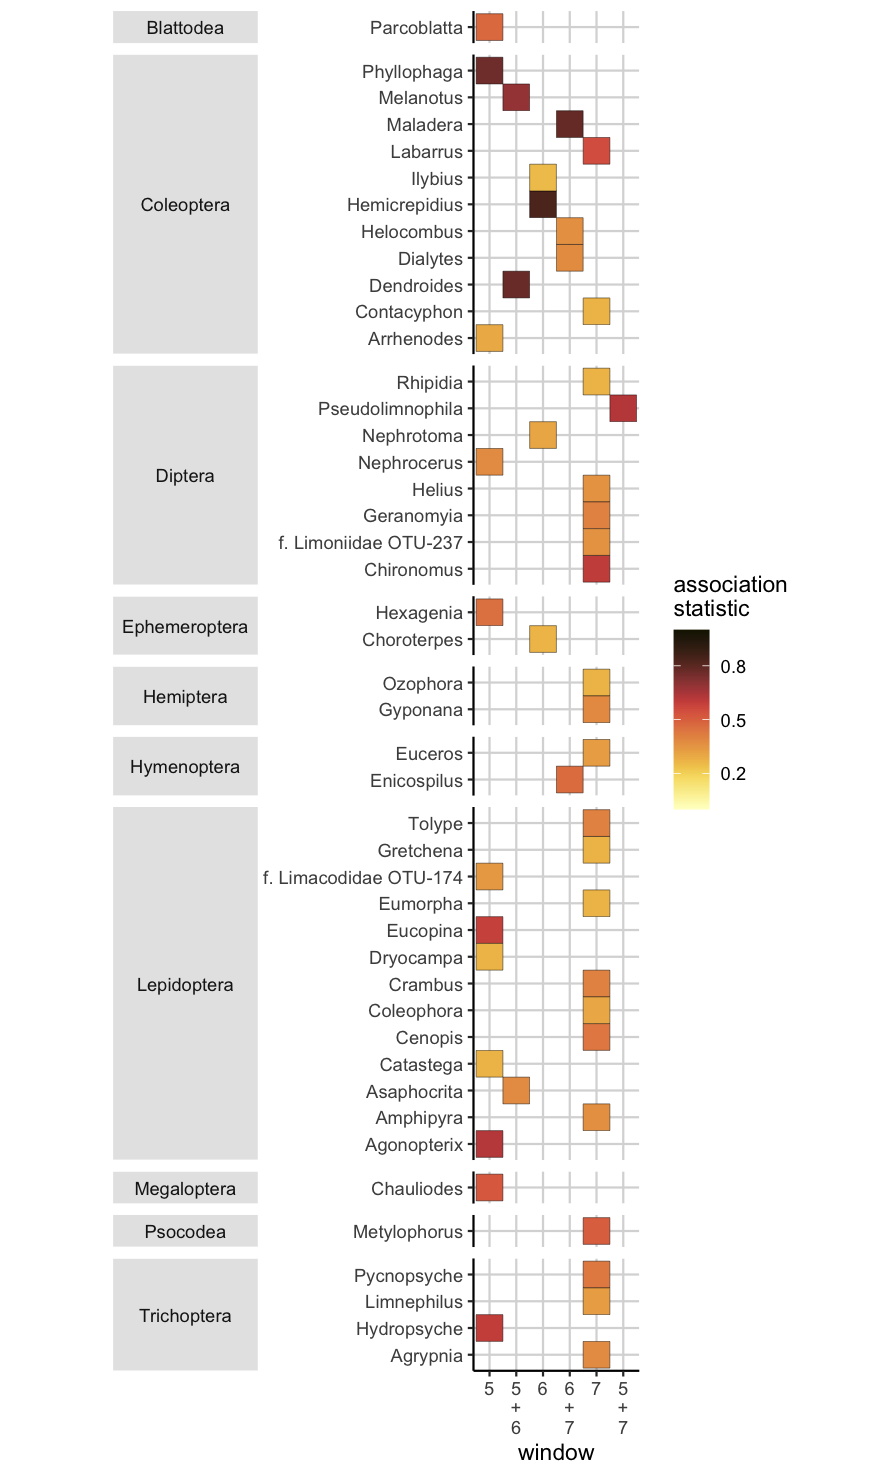 Blattodea
Parcoblatta
Coleoptera
Phyllophaga
Melanotus
Maladera
Labarrus
Ilybius
Hemicrepidius
Helocombus
Dialytes
Dendroides
Contacyphon
Arrhenodes
Diptera
Rhipidia
Pseudolimnophila
Nephrotoma
Nephrocerus
Helius
Geranomyia
f. Limoniidae OTU-237
Chironomus
Ephemeroptera
Hexagenia
Choroterpes
Hemiptera
Ozophora
Gyponana
Hymenoptera
Euceros
Enicospilus
Lepidoptera
Tolype
Gretchena
f. Limacodidae OTU-174
Eumorpha
Eucopina
Dryocampa
Crambus
Coleophora
Cenopis
Catastega
Asaphocrita
Amphipyra
Agonopterix
Megaloptera
Chauliodes
Psocodea
Metylophorus
Trichoptera
Pycnopsyche
Limnephilus
Hydropsyche
Agrypnia
5 5 6 6 7 5
+ + +
6 7 7
window
association
statistic
0.8
0.5
0.2